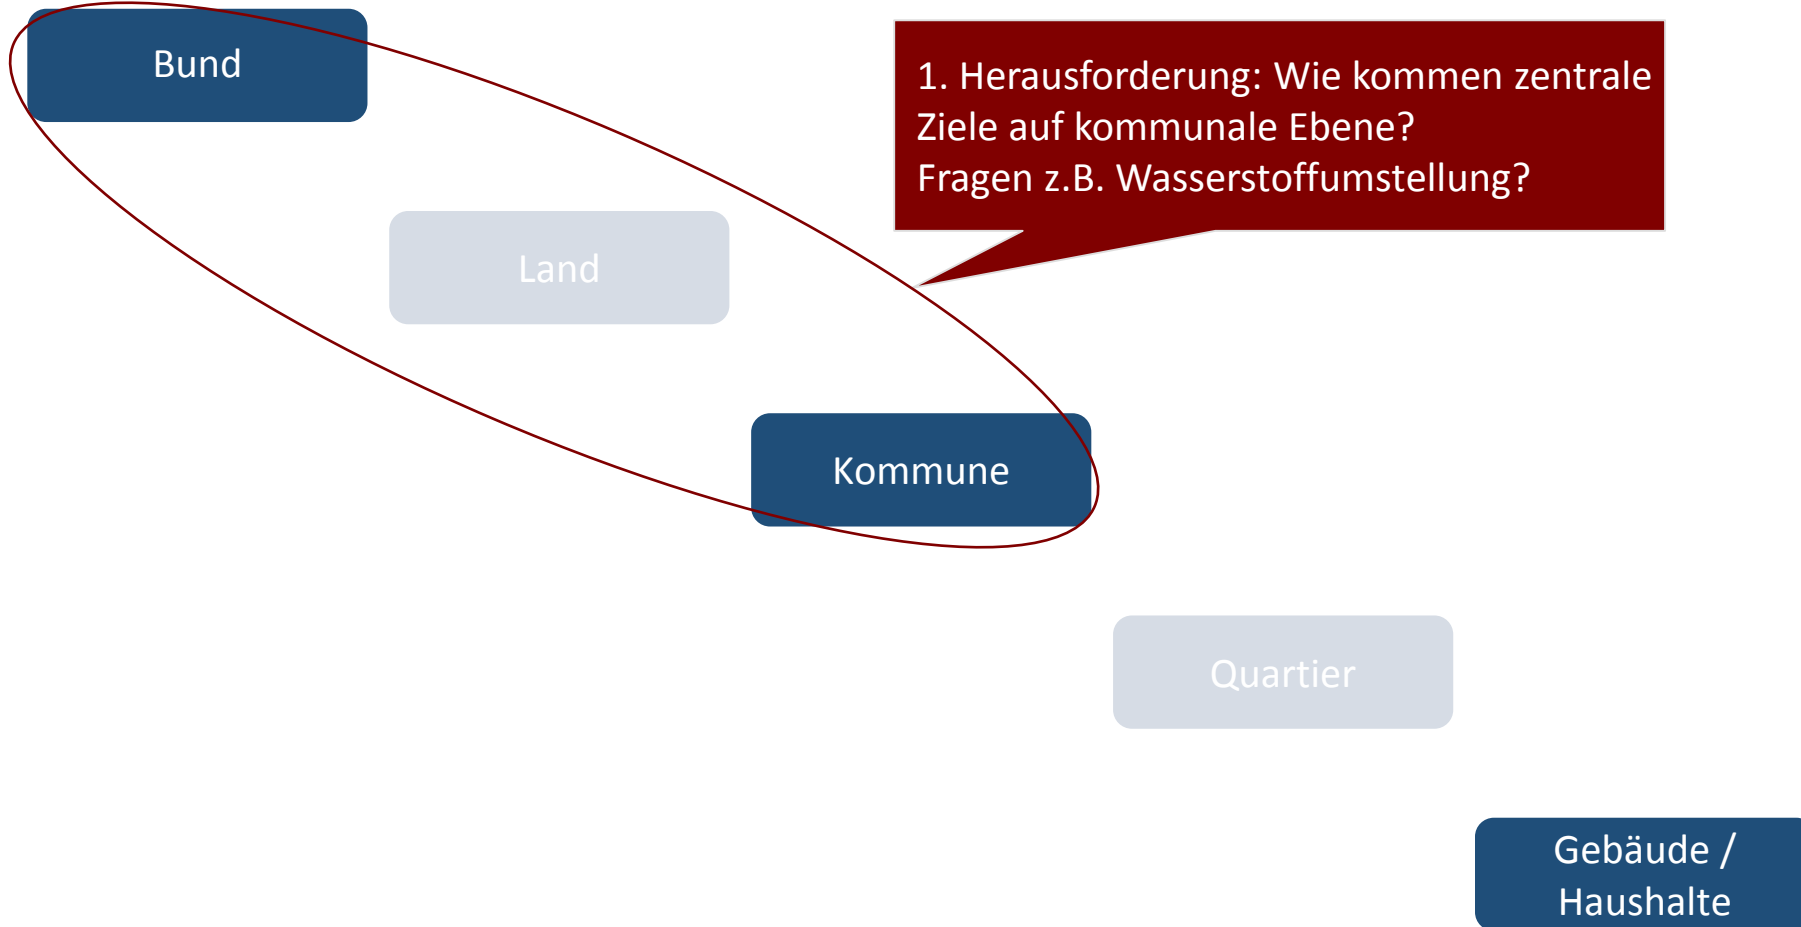 Bund
1. Herausforderung: Wie kommen zentrale
Ziele auf kommunale Ebene?
Fragen z.B. Wasserstoffumstellung?
Land
Kommune
Quartier
Gebäude /
Haushalte